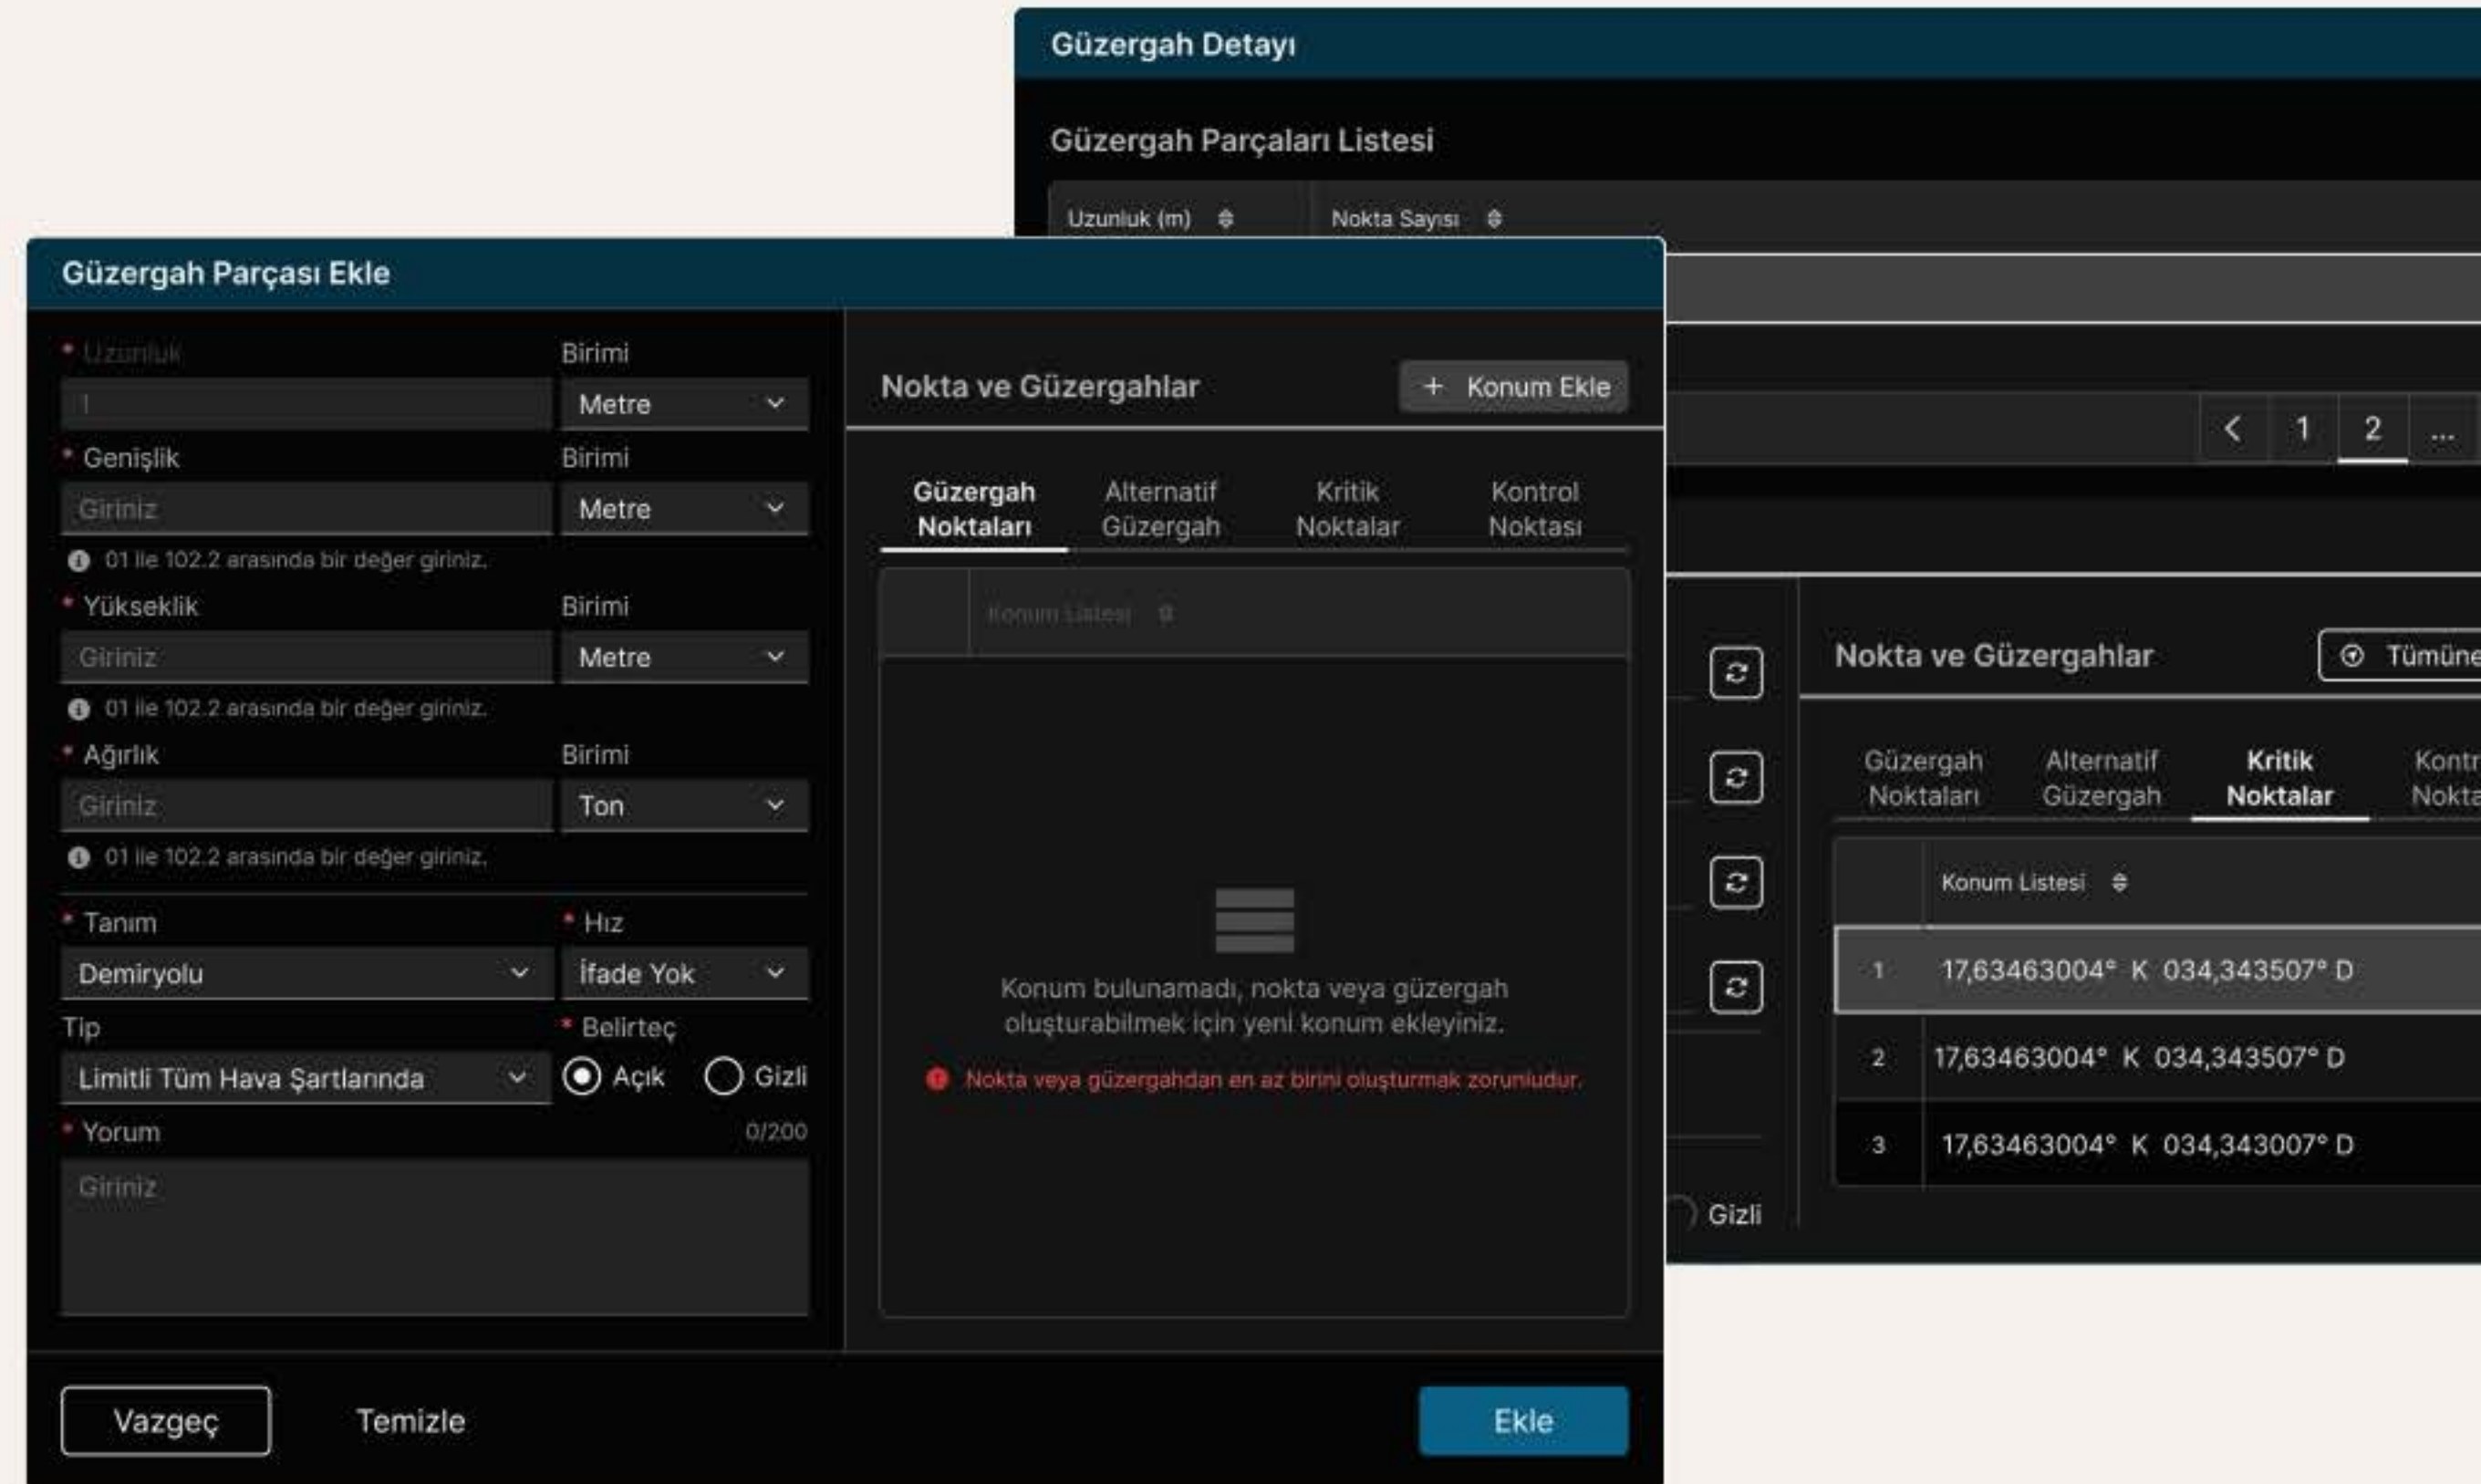 Güzergah Detayı
Güzergah Parçaları Listesi
Uzunluk (m) Nokta Sayısı
Güzergah Parçası Ekle
* Uzunluk Birimi
1 Metre
* Genişlik Birimi
Giriniz Metre
01 ile 102.2 arasında bir değer giriniz.
* Yükseklik Birimi
Giriniz Metre
01 ile 102.2 arasında bir değer giriniz.
* Ağırlık Birimi
Giriniz Ton
01 ile 102.2 arasında bir değer giriniz.
* Tanım * Hız
Demiryolu İfade Yok
Tip * Belirteç
Limitli Tüm Hava Şartlarında Açık Gizli
* Yorum 0/200
Giriniz
Vazgeç Temizle Ekle
Nokta ve Güzergahlar + Konum Ekle
Güzergah Alternatif Kritik Kontrol
Noktaları Güzergah Noktalar Noktası
Konum Listesi
Konum bulunamadı, nokta veya güzergah
oluşturabilmek için yeni konum ekleyiniz.
Nokta veya güzergahdan en az birini oluşturmak zorunludur.
< 1 2 ...
Nokta ve Güzergahlar Tümüne
Güzergah Alternatif Kritik Kontr
Noktaları Güzergah Noktalar Nokta
Konum Listesi
1 17,63463004° K 034,343507° D
2 17,63463004° K 034,343507° D
3 17,63463004° K 034,343007° D
Gizli